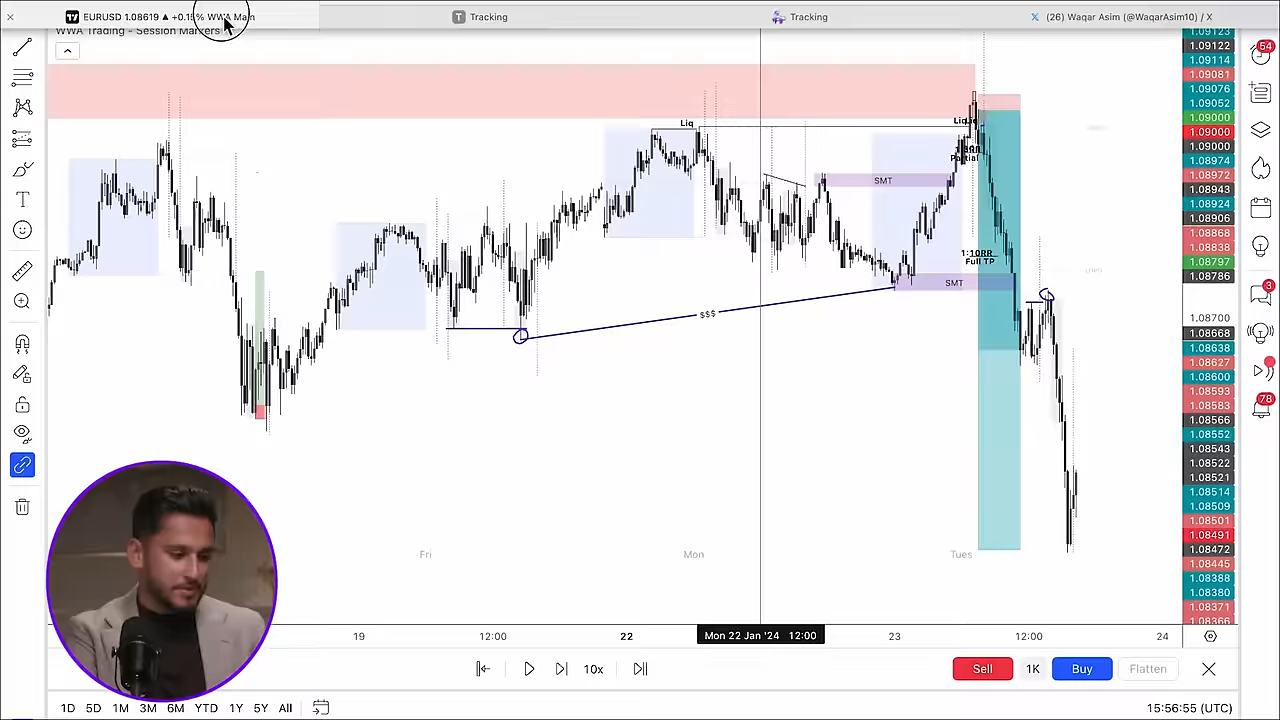 EURUSD 1.08619 ▲ +0.15% WWA Main
Tracking
Tracking
(26) Waqar Asim (@WaqarAsim10) / X
WWA Trading - Session Markers
Liq
Partial
SMT
1:10RR
Full TP
SMT
$$$
Fri
Mon
Tues
19
12:00
22
Mon 22 Jan '24 12:00
23
12:00
24
1.09123
1.09122
1.09114
1.09081
1.09076
1.09052
1.09000
1.09000
1.09000
1.08974
1.08972
1.08943
1.08924
1.08906
1.08868
1.08838
1.08797
1.08786
1.08700
1.08668
1.08638
1.08627
1.08600
1.08593
1.08583
1.08566
1.08552
1.08543
1.08522
1.08521
1.08514
1.08509
1.08501
1.08491
1.08472
1.08445
1.08388
1.08380
1.08371
1.08366
54
3
78
10x
Sell
1K
Buy
Flatten
1D 5D 1M 3M 6M YTD 1Y 5Y All
15:56:55 (UTC)